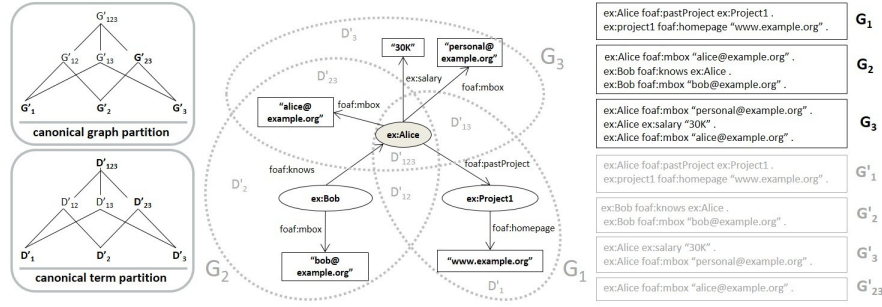 G'123
G'12 G'13 G'23
G'1 G'2 G'3
canonical graph partition
D'123
D'12 D'13 D'23
D'1 D'2 D'3
canonical term partition
D'3
"30K"
"personal@
example.org"
G3
D'23
ex:salary
foaf:mbox
"alice@
example.org"
foaf:mbox
ex:Alice
D'13
D'123
foaf:knows
foaf:pastProject
D'2
D'12
ex:Bob
ex:Project1
foaf:mbox
foaf:homepage
"bob@
example.org"
"www.example.org"
G2
D'1
G1
ex:Alice foaf:pastProject ex:Project1 .
ex:project1 foaf:homepage "www.example.org" .
G1
ex:Alice foaf:mbox "alice@example.org" .
ex:Bob foaf:knows ex:Alice .
ex:Bob foaf:mbox "bob@example.org" .
G2
ex:Alice foaf:mbox "personal@example.org" .
ex:Alice ex:salary "30K" .
ex:Alice foaf:mbox "alice@example.org" .
G3
ex:Alice foaf:pastProject ex:Project1 .
ex:project1 foaf:homepage "www.example.org" .
G'1
ex:Bob foaf:knows ex:Alice .
ex:Bob foaf:mbox "bob@example.org" .
G'2
ex:Alice ex:salary "30K" .
ex:Alice foaf:mbox "personal@example.org" .
G'3
ex:Alice foaf:mbox "alice@example.org" .
G'23